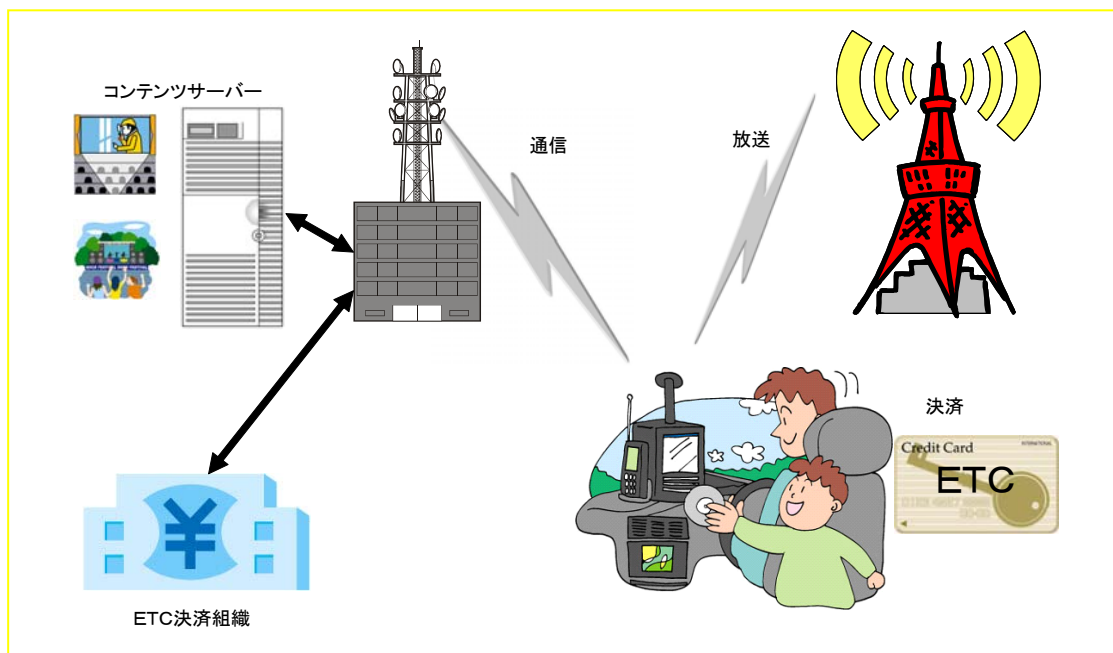 コンテンツサーバー
通信
放送
決済
Credit Card
INTERNATIONAL
ETC
¥
ETC決済組織